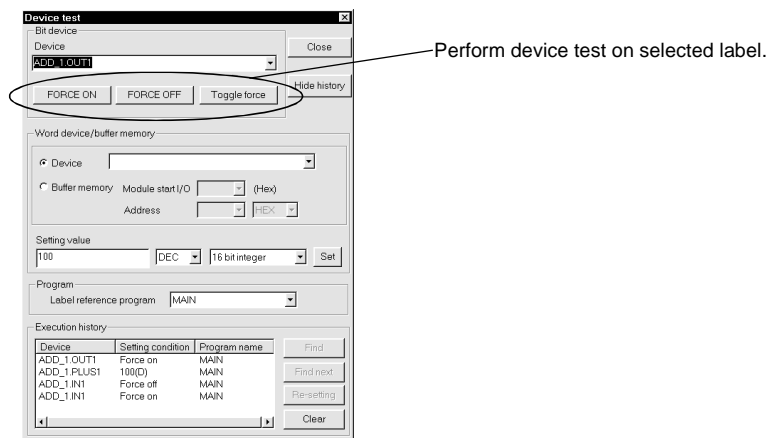 Device test
Bit device
Device
Close
ADD_1.OUT1
Perform device test on selected label.
FORCE ON FORCE OFF Toggle force
Hide history
Word device/buffer memory
Device
Buffer memory Module start I/O (Hex)
Address HEX
Setting value
100 DEC 16 bit integer Set
Program
Label reference program MAIN
Execution history
Device Setting condition Program name
ADD_1.OUT1 Force on MAIN
ADD_1.PLUS1 100(D) MAIN
ADD_1.IN1 Force off MAIN
ADD_1.IN1 Force on MAIN
Find
Find next
Re-setting
Clear